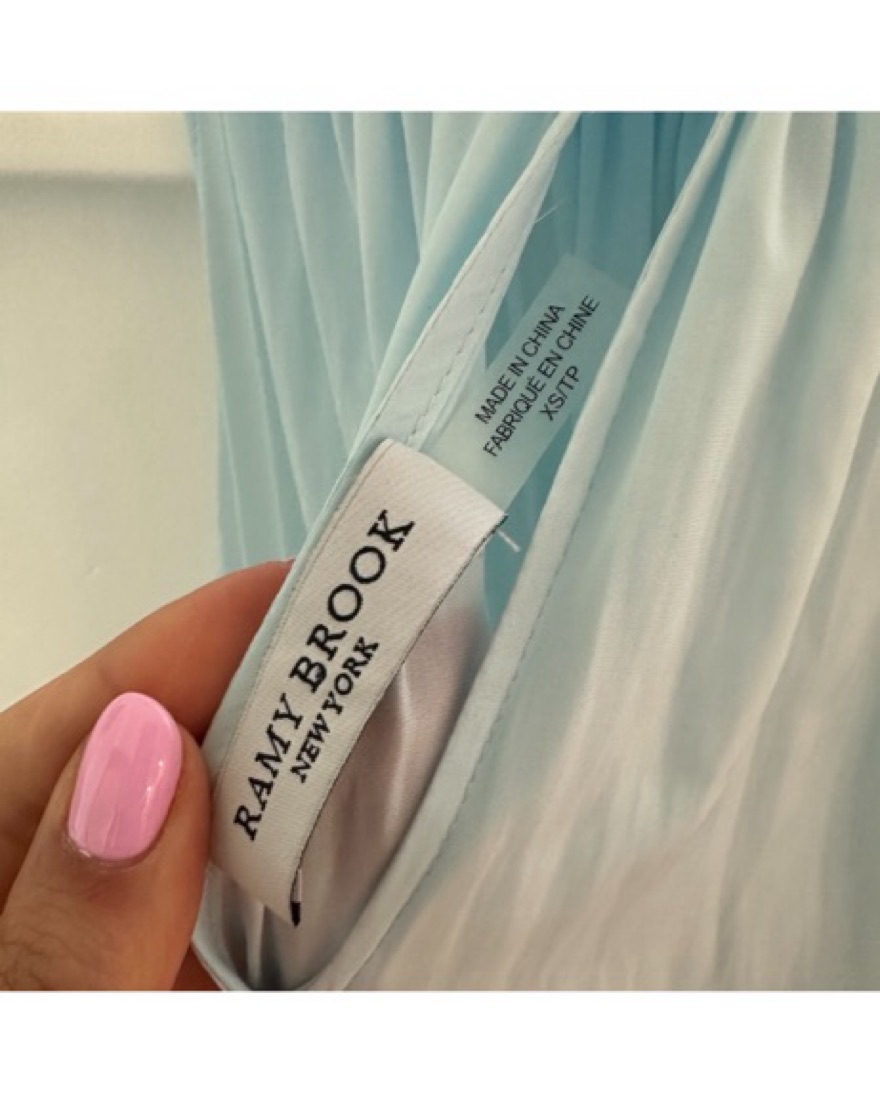 RAMY BROOK
NEW YORK
MADE IN CHINA
FABRIQUÉ EN CHINE
XS/TP